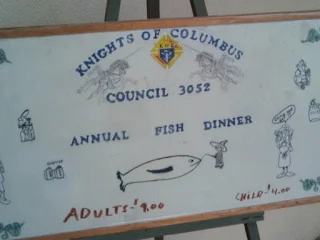 KNIGHTS OF COLUMBUS
COUNCIL 3052
ANNUAL FISH DINNER
ADULTS-$9.00
CHILD-$4.00